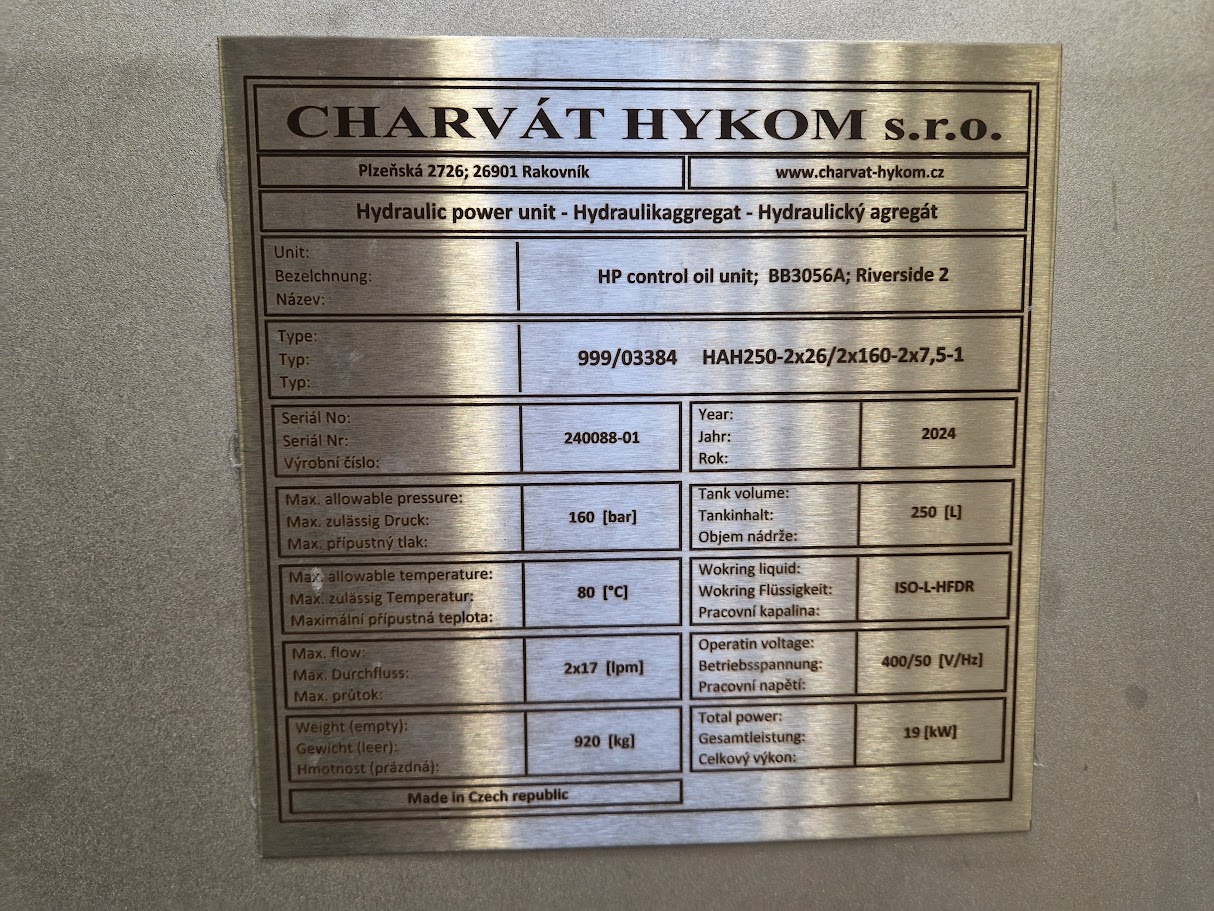 CHARVÁT HYKOM s.r.o.
Plzeňská 2726; 26901 Rakovník
www.charvat-hykom.cz
Hydraulic power unit - Hydraulikaggregat - Hydraulický agregát
Unit:
Bezelchnung:
Název:
HP control oil unit; BB3056A; Riverside 2
Type:
Typ:
Typ:
999/03384 HAH250-2x26/2x160-2x7,5-1
Seriál No:
Seriál Nr:
Výrobní číslo:
240088-01
Year:
Jahr:
Rok:
2024
Max. allowable pressure:
Max. zulässig Druck:
Max. přípustný tlak:
160 [bar]
Tank volume:
Tankinhalt:
Objem nádrže:
250 [L]
Max. allowable temperature:
Max. zulässig Temperatur:
Maximální přípustná teplota:
80 [°C]
Wokring liquid:
Wokring Flüssigkeit:
Pracovní kapalina:
ISO-L-HFDR
Max. flow:
Max. Durchfluss:
Max. průtok:
2x17 [lpm]
Operatin voltage:
Betriebsspannung:
Pracovní napětí:
400/50 [V/Hz]
Weight (empty):
Gewicht (leer):
Hmotnost (prázdná):
920 [kg]
Total power:
Gesamtleistung:
Celkový výkon:
19 [kW]
Made in Czech republic